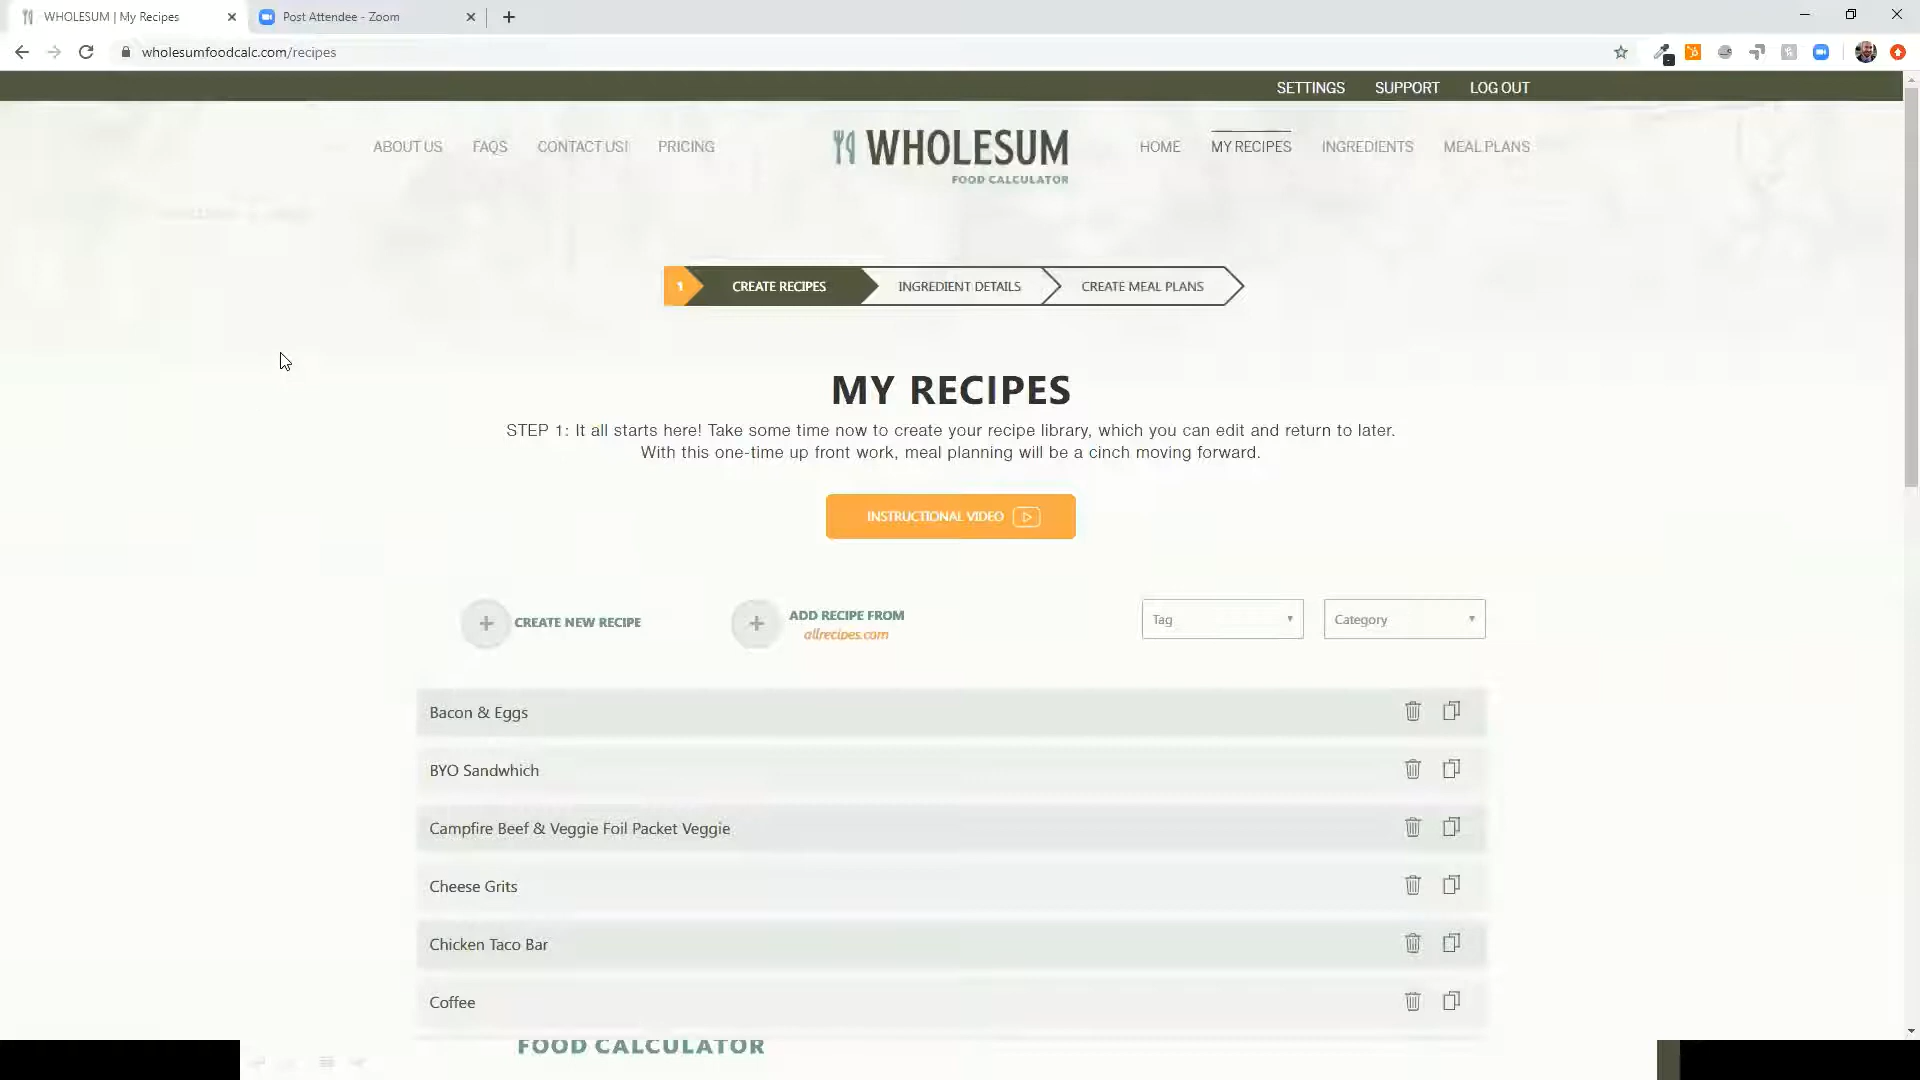 WHOLESUM | My Recipes
Post Attendee - Zoom
wholesumfoodcalc.com/recipes
SETTINGS SUPPORT LOG OUT
ABOUT US FAQS CONTACT US! PRICING
WHOLESUM
FOOD CALCULATOR
HOME MY RECIPES INGREDIENTS MEAL PLANS
1 CREATE RECIPES INGREDIENT DETAILS CREATE MEAL PLANS
MY RECIPES
STEP 1: It all starts here! Take some time now to create your recipe library, which you can edit and return to later.
With this one-time up front work, meal planning will be a cinch moving forward.
INSTRUCTIONAL VIDEO
CREATE NEW RECIPE
ADD RECIPE FROM
allrecipes.com
Tag
Category
Bacon & Eggs
BYO Sandwhich
Campfire Beef & Veggie Foil Packet Veggie
Cheese Grits
Chicken Taco Bar
Coffee
FOOD CALCULATOR